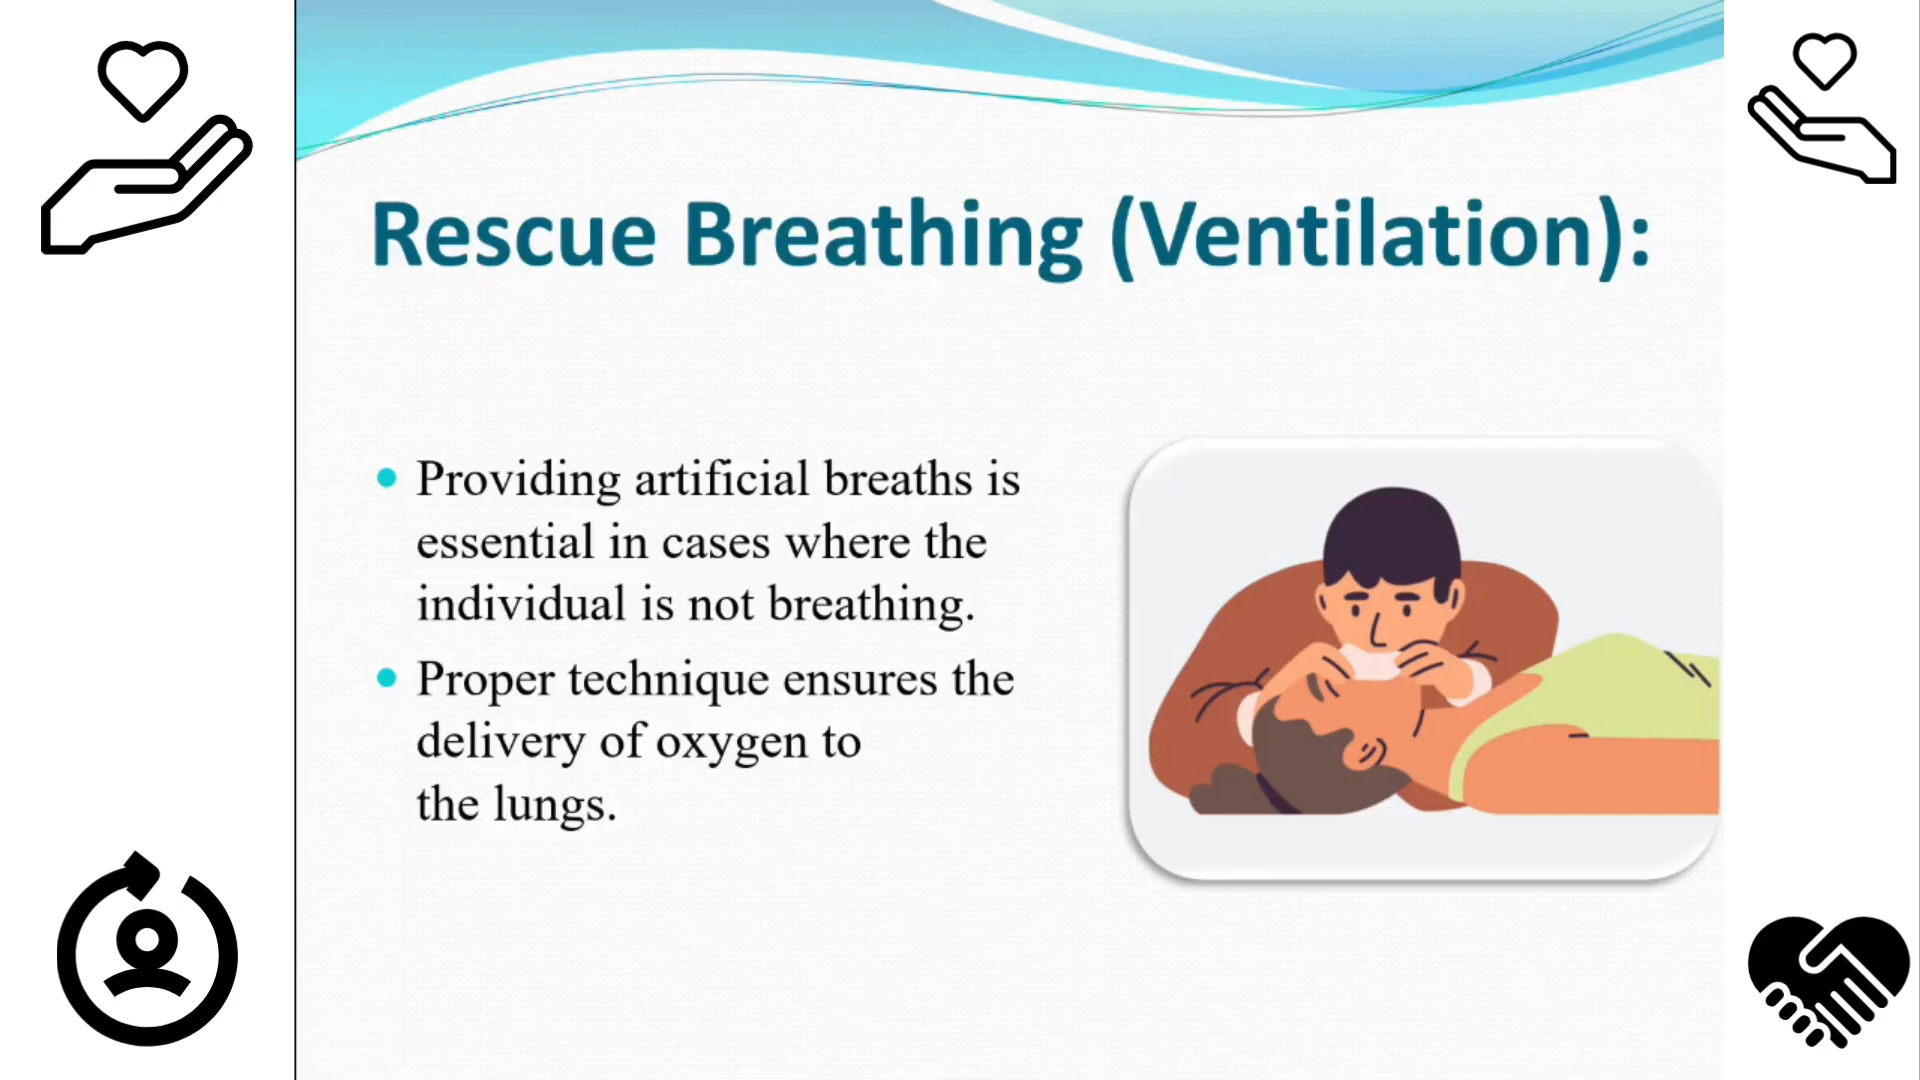 Rescue Breathing (Ventilation):
Providing artificial breaths is
essential in cases where the
individual is not breathing.
Proper technique ensures the
delivery of oxygen to
the lungs.